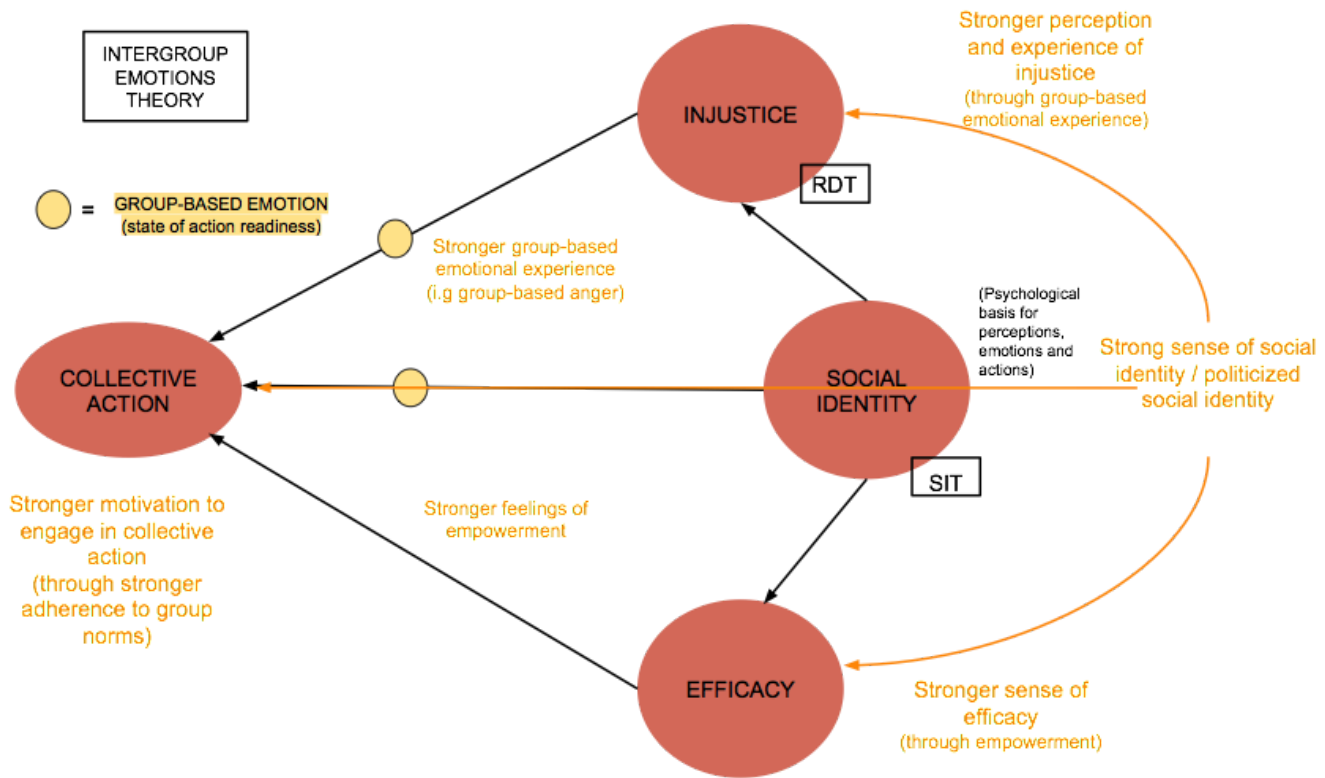 INTERGROUP
EMOTIONS
THEORY
= GROUP-BASED EMOTION
(state of action readiness)
INJUSTICE
RDT
Stronger perception
and experience of
injustice
(through group-based
emotional experience)
Stronger group-based
emotional experience
(i.g group-based anger)
COLLECTIVE
ACTION
SOCIAL
IDENTITY
SIT
(Psychological
basis for
perceptions,
emotions and
actions)
Strong sense of social
identity / politicized
social identity
Stronger motivation to
engage in collective
action
(through stronger
adherence to group
norms)
Stronger feelings of
empowerment
EFFICACY
Stronger sense of
efficacy
(through empowerment)